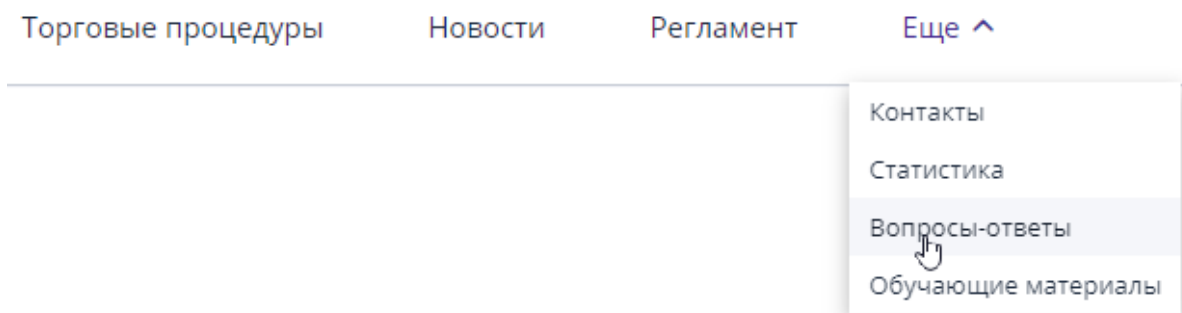 Торговые процедуры Новости Регламент Еще
Контакты
Статистика
Вопросы-ответы
Обучающие материалы